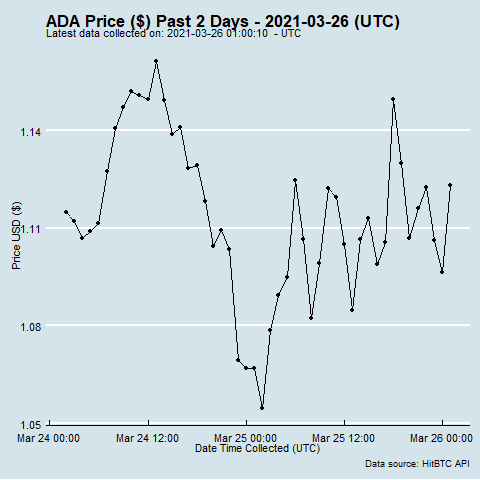 ADA Price ($) Past 2 Days - 2021-03-26 (UTC)
Latest data collected on: 2021-03-26 01:00:10 - UTC
Price USD ($)
1.14
1.11
1.08
1.05
Mar 24 00:00 Mar 24 12:00 Mar 25 00:00 Mar 25 12:00 Mar 26 00:00
Date Time Collected (UTC)
Data source: HitBTC API